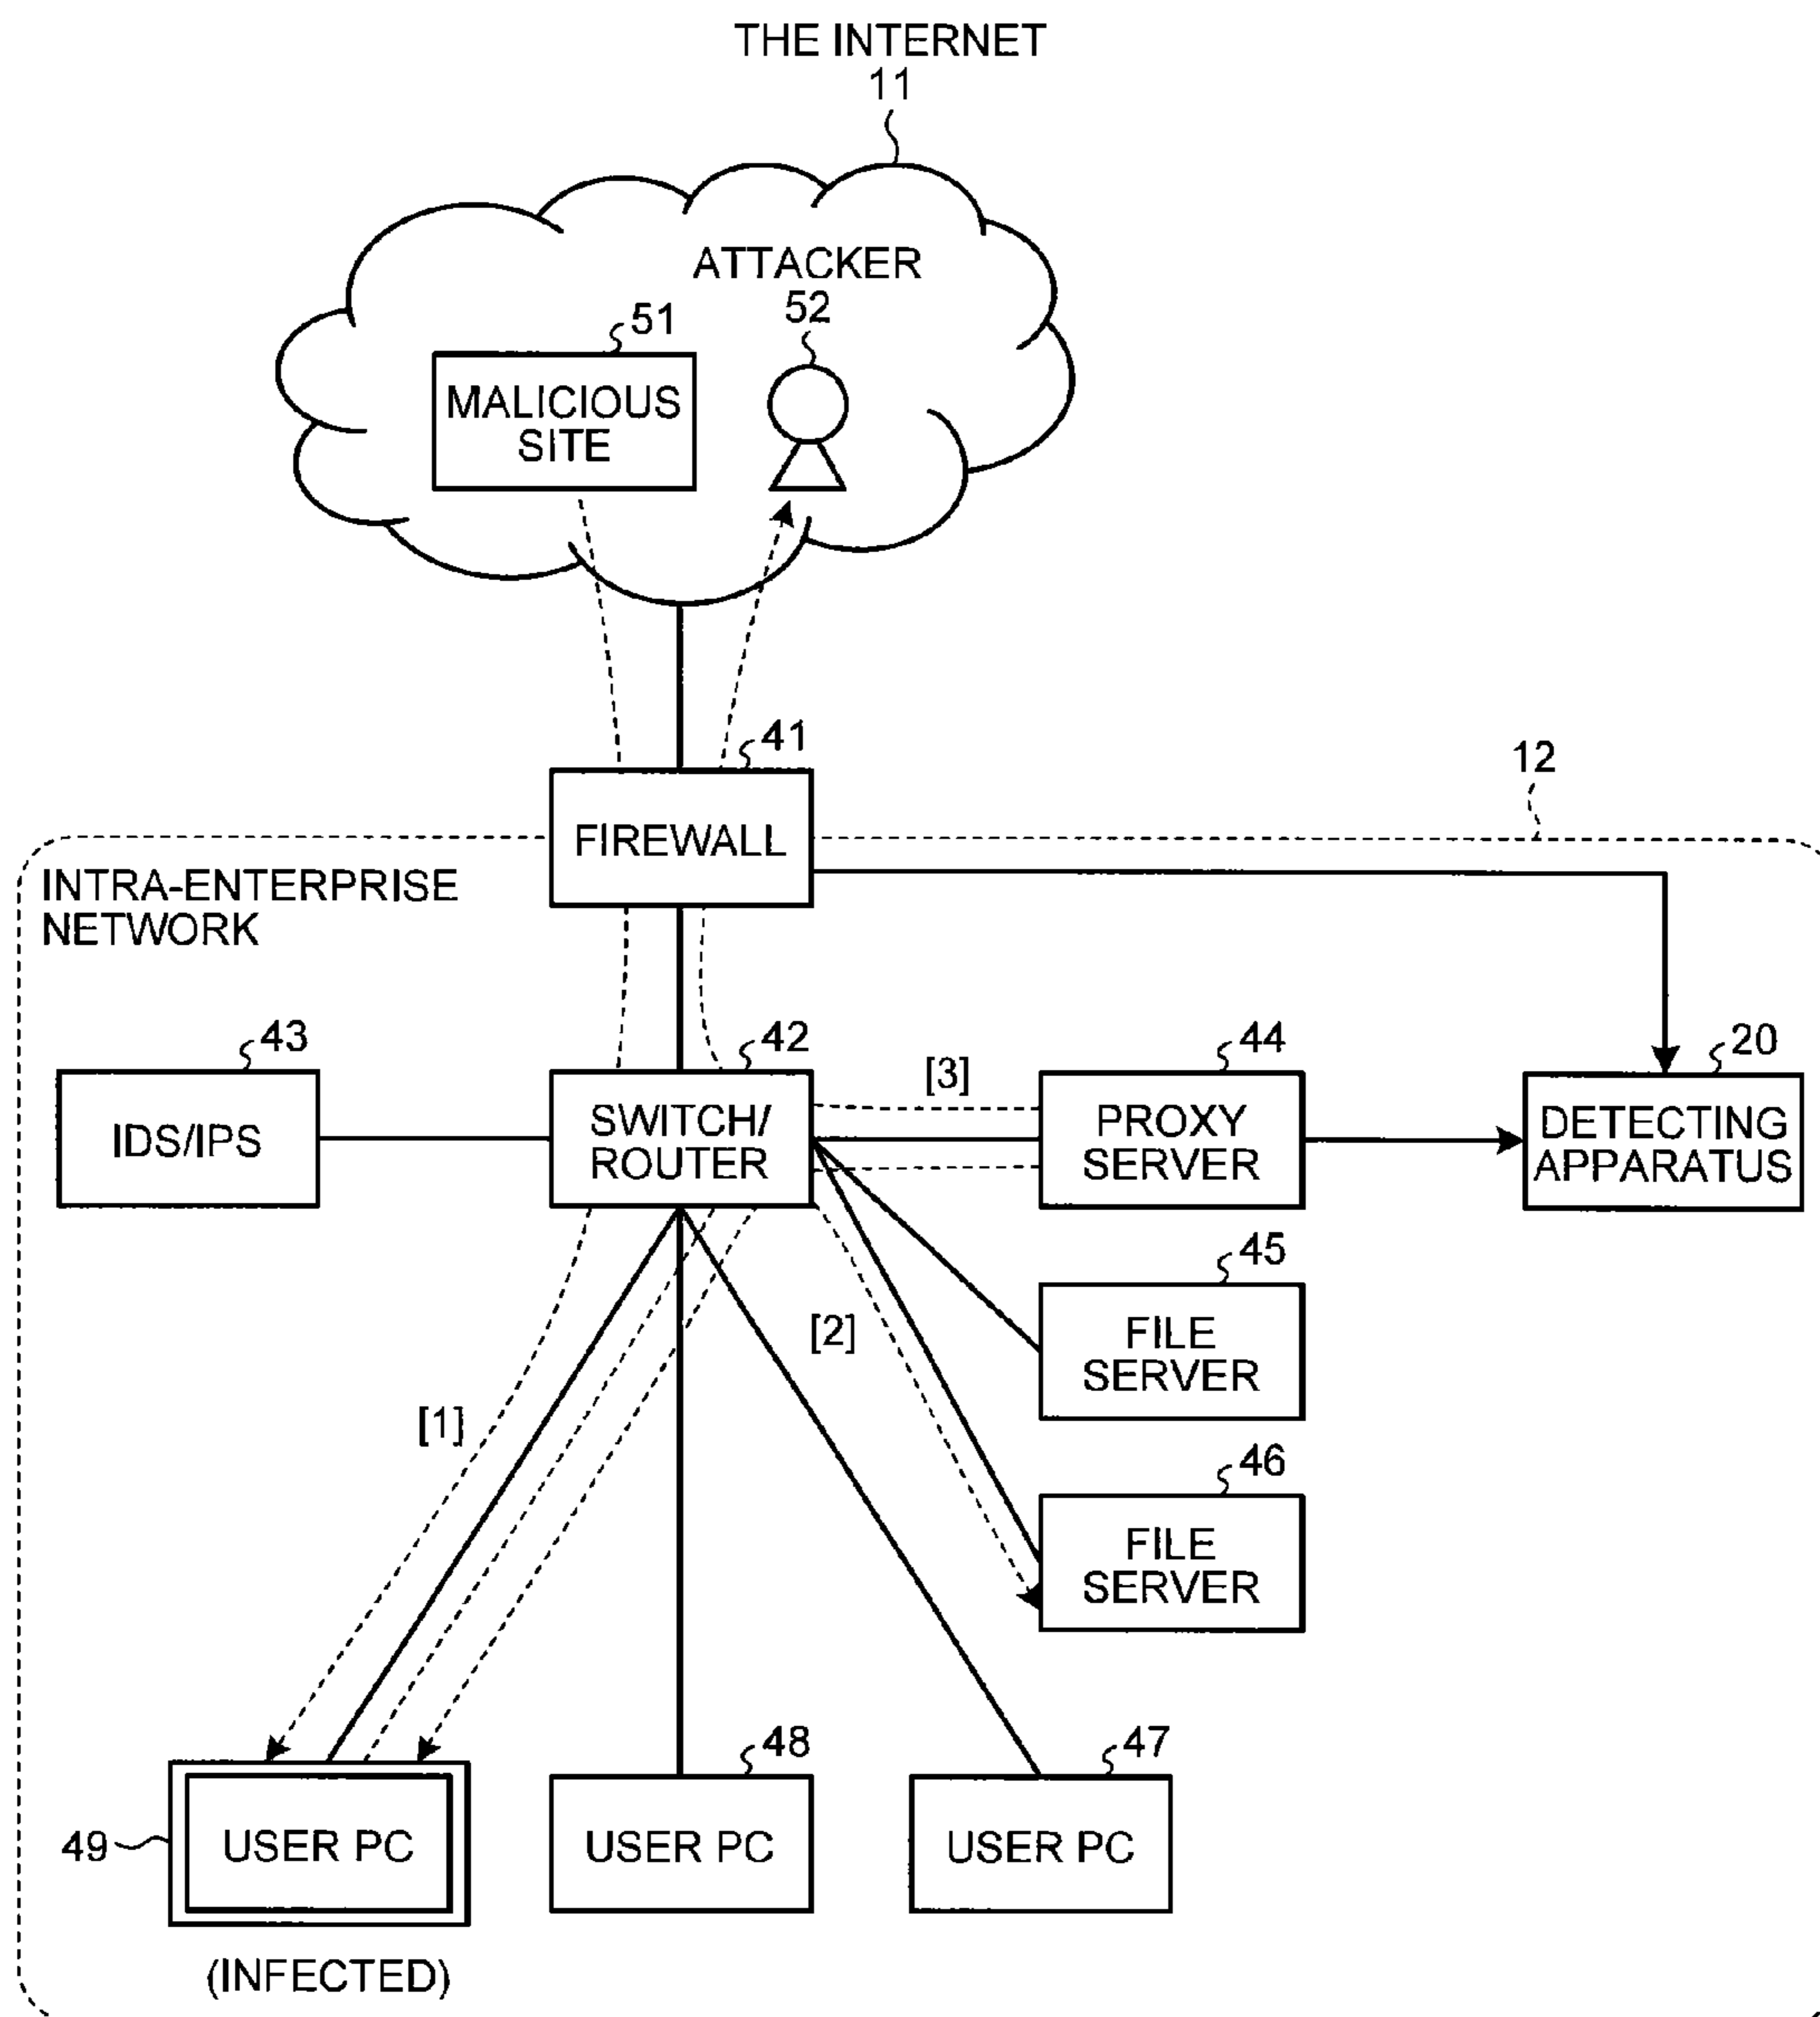 THE INTERNET
11
ATTACKER
52
51
MALICIOUS
SITE
41
FIREWALL
12
INTRA-ENTERPRISE
NETWORK
43
IDS/IPS
42
SWITCH/
ROUTER
[3]
44
PROXY
SERVER
20
DETECTING
APPARATUS
45
FILE
SERVER
[2]
[1]
46
FILE
SERVER
49
USER PC
(INFECTED)
48
USER PC
47
USER PC